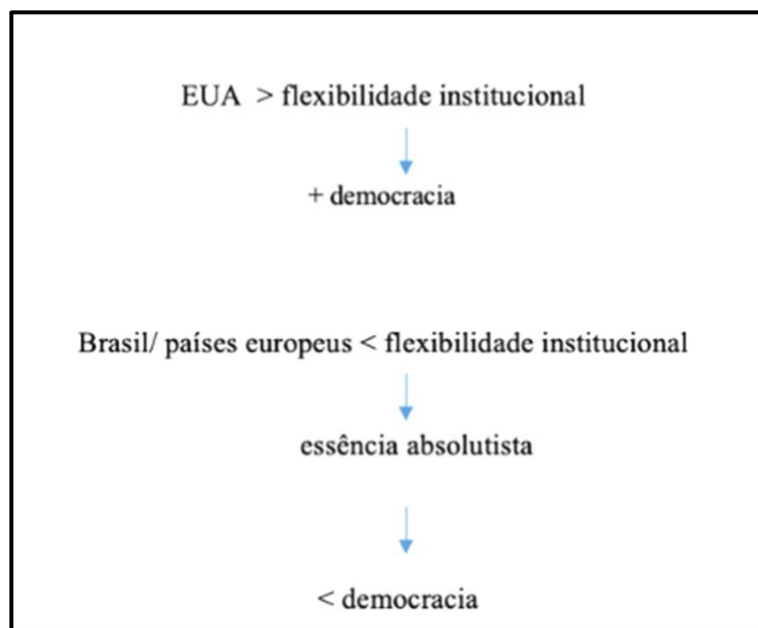 EUA > flexibilidade institucional
+ democracia
Brasil/ países europeus < flexibilidade institucional
essência absolutista
< democracia